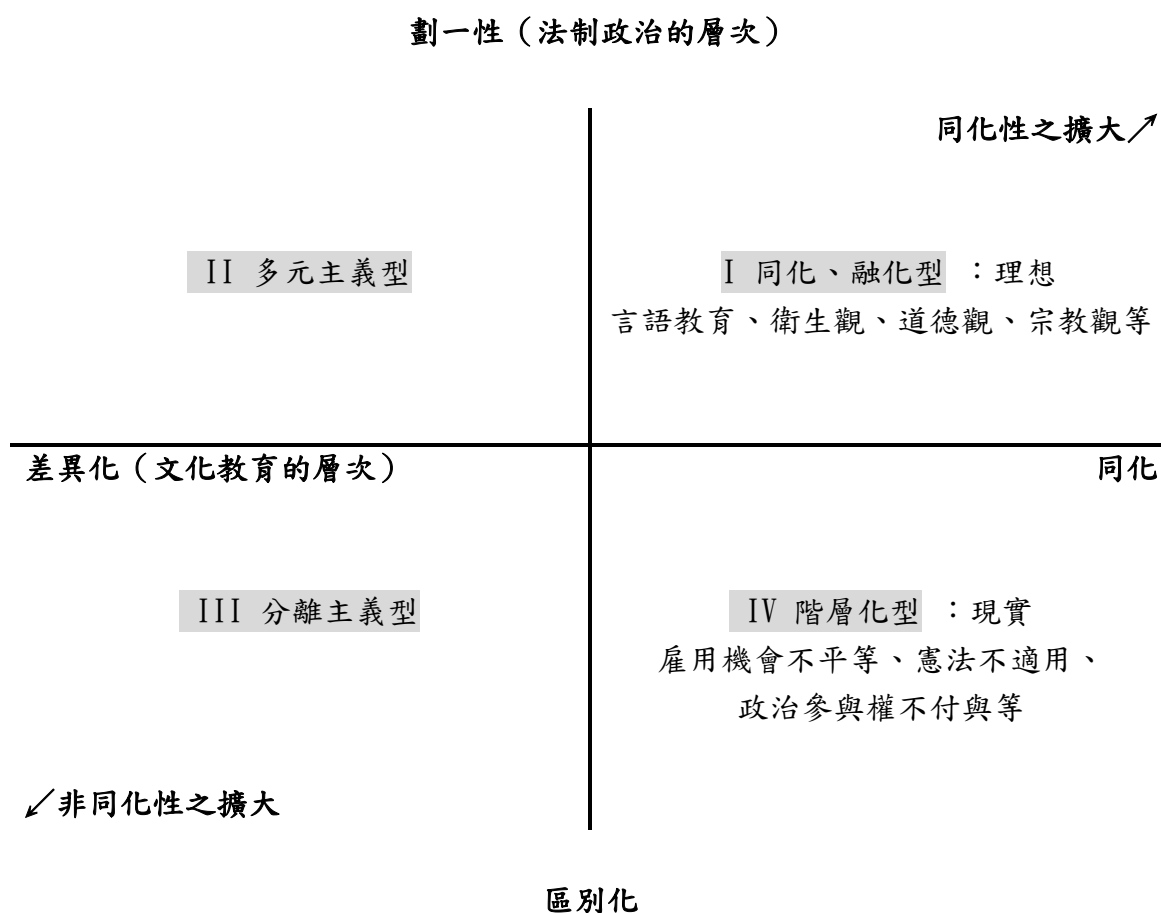 劃一性（法制政治的層次）
同化性之擴大↗
II 多元主義型
I 同化、融化型 ：理想
言語教育、衛生觀、道德觀、宗教觀等
差異化（文化教育的層次）
同化
III 分離主義型
IV 階層化型 ：現實
雇用機會不平等、憲法不適用、
政治參與權不付與等
↙非同化性之擴大
區別化